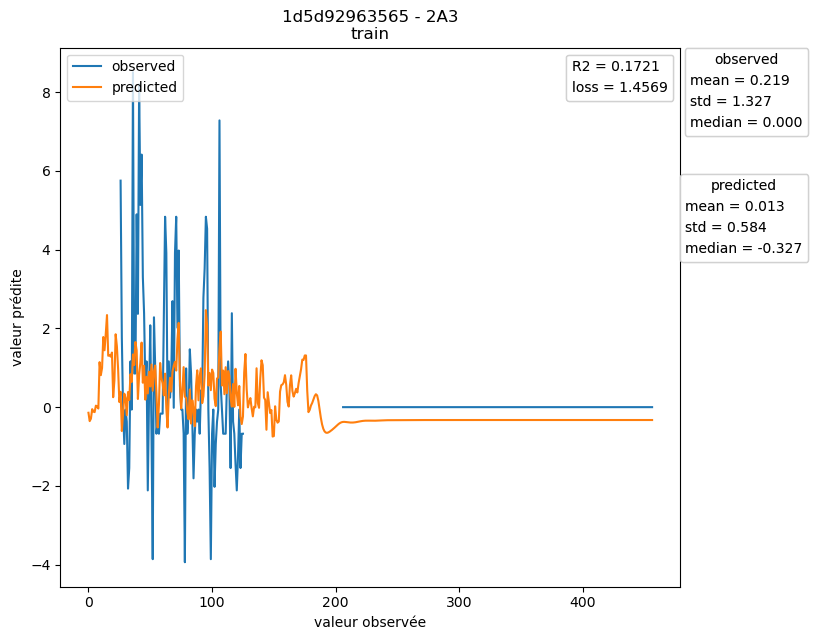 1d5d92963565 - 2A3
train
observed
predicted
R2 = 0.1721
loss = 1.4569
observed
mean = 0.219
std = 1.327
median = 0.000
predicted
mean = 0.013
std = 0.584
median = -0.327
valeur prédite
8
6
4
2
0
−2
−4
0
100
200
300
400
valeur observée